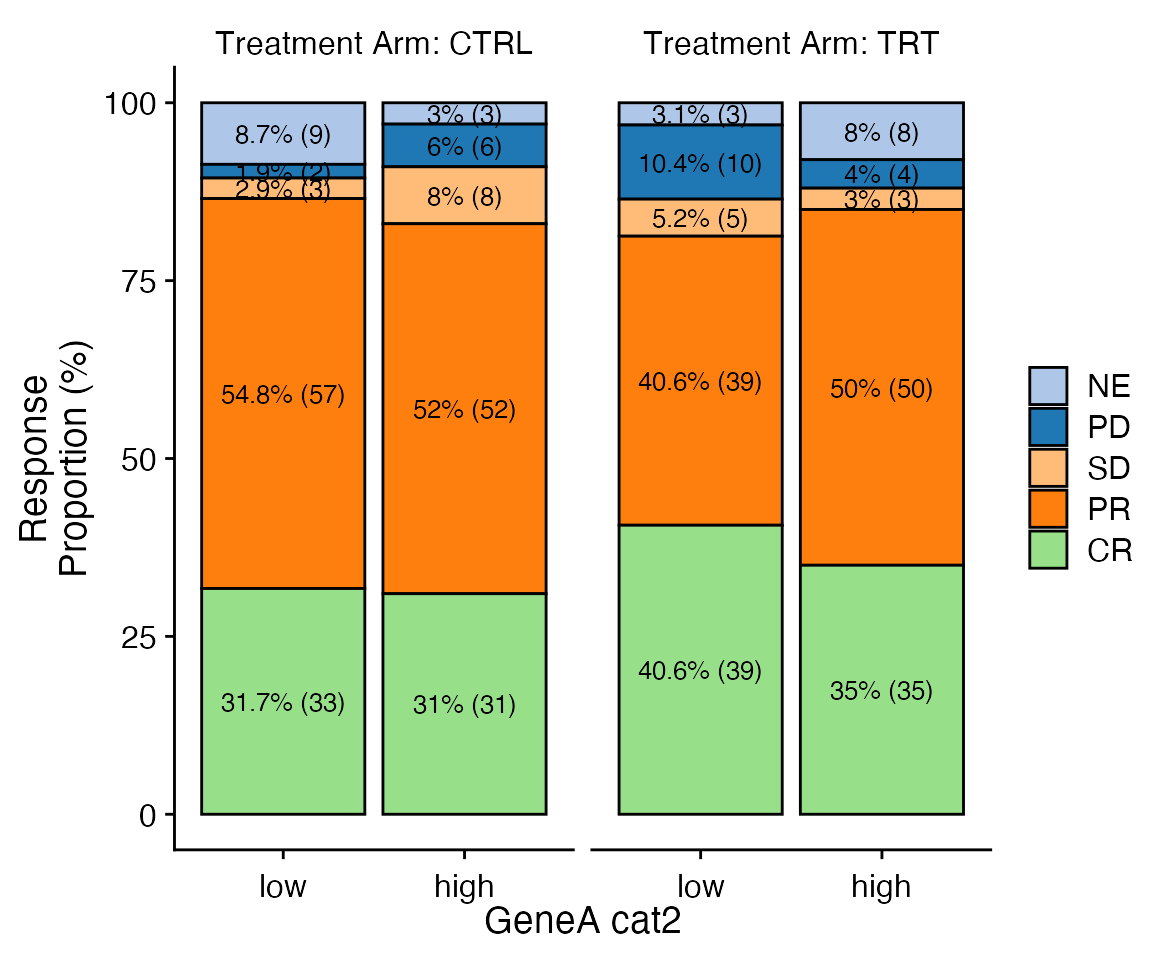 Treatment Arm: CTRL
Treatment Arm: TRT
Response
Proportion (%)
100
75
50
25
0
8.7% (9)
1.9% (2)
2.9% (3)
54.8% (57)
31.7% (33)
3% (3)
6% (6)
8% (8)
52% (52)
31% (31)
3.1% (3)
10.4% (10)
5.2% (5)
40.6% (39)
40.6% (39)
8% (8)
4% (4)
3% (3)
50% (50)
35% (35)
low
high
low
high
GeneA cat2
NE
PD
SD
PR
CR